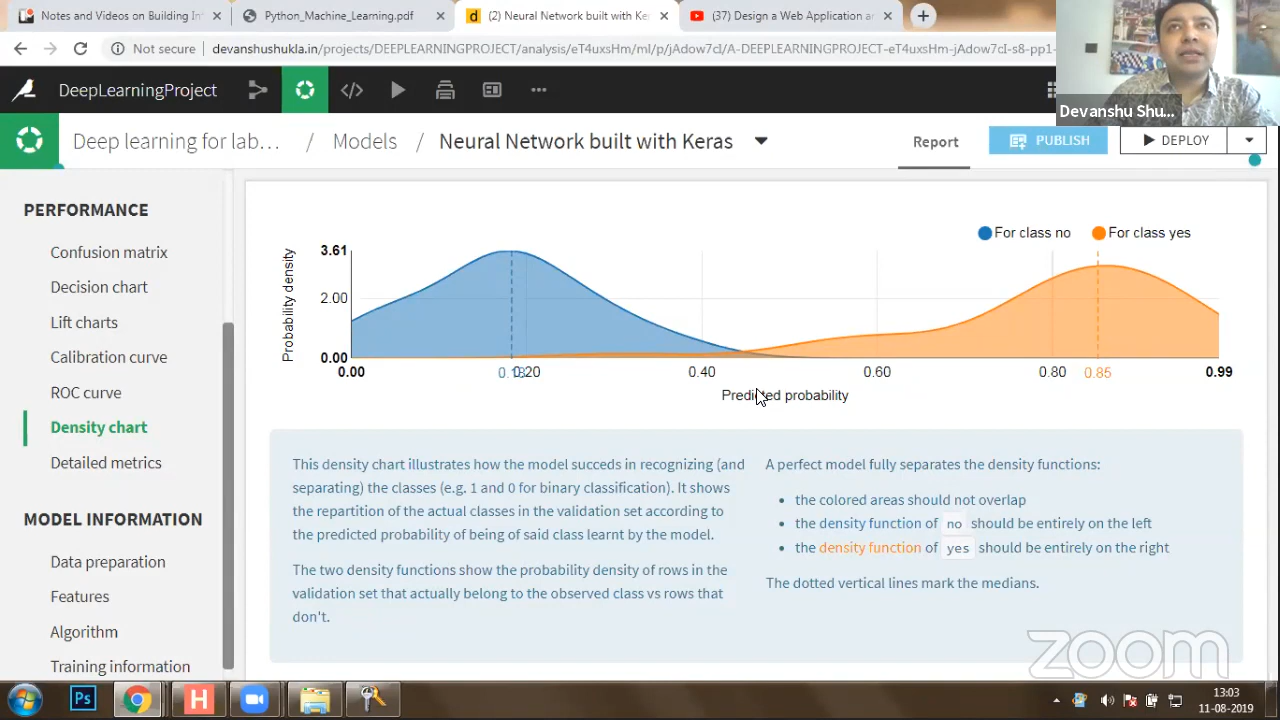 Notes and Videos on Building In
Python_Machine_Learning.pdf
(2) Neural Network built with Ke
(37) Design a Web Application a
Not secure
devanshushukla.in/projects/DEEPLEARNINGPROJECT/analysis/eT4uxsHm/ml/p/jAdow7cl/A-DEEPLEARNINGPROJECT-eT4uxsHm-jAdow7cl-s8-pp1-
Devanshu Shu...
DeepLearningProject
Deep learning for lab... / Models / Neural Network built with Keras
Report
PUBLISH
DEPLOY
PERFORMANCE
Confusion matrix
Decision chart
Lift charts
Calibration curve
ROC curve
Density chart
Detailed metrics
MODEL INFORMATION
Data preparation
Features
Algorithm
Training information
For class no
For class yes
Probability density
3.61
2.00
0.00
0.00 0.20 0.40 0.60 0.80 0.85 0.99
Predicted probability
This density chart illustrates how the model succeds in recognizing (and
separating) the classes (e.g. 1 and 0 for binary classification). It shows
the repartition of the actual classes in the validation set according to
the predicted probability of being of said class learnt by the model.
The two density functions show the probability density of rows in the
validation set that actually belong to the observed class vs rows that
don't.
A perfect model fully separates the density functions:
the colored areas should not overlap
the density function of no should be entirely on the left
the density function of yes should be entirely on the right
The dotted vertical lines mark the medians.
zoom
Ps
H
13:03
11-08-2019